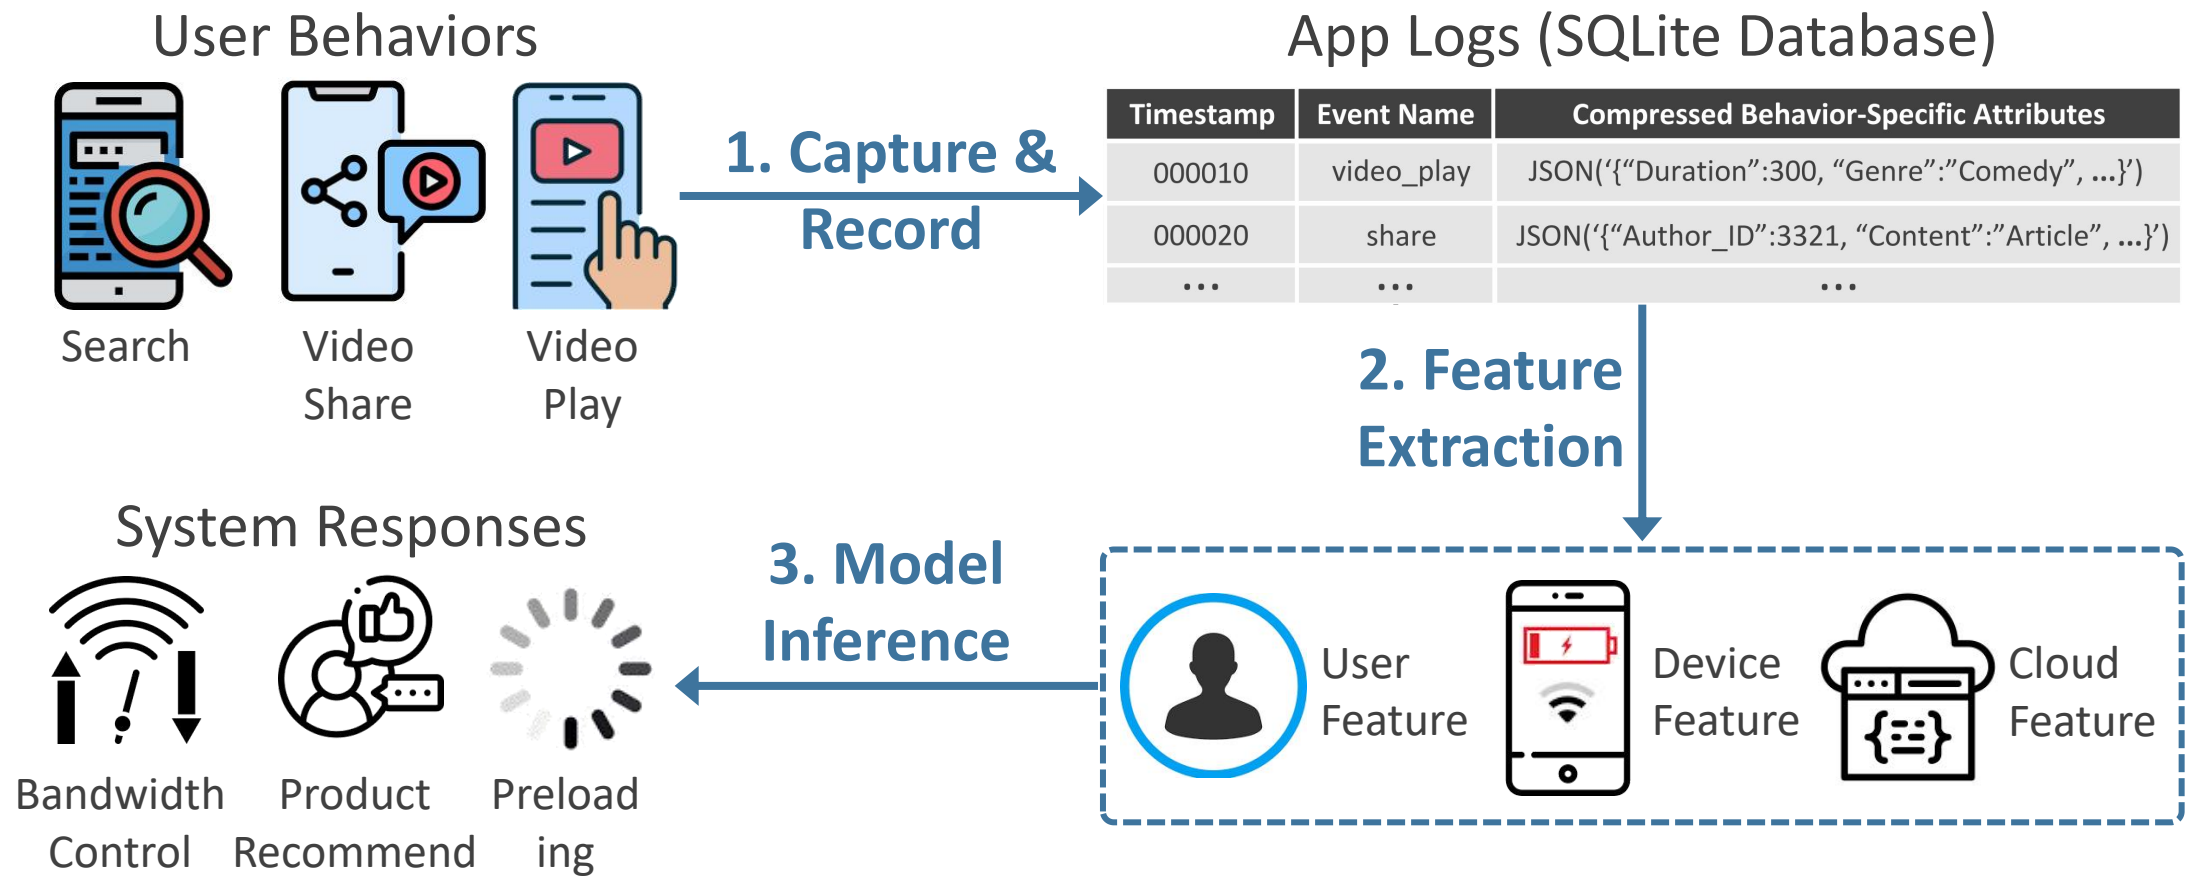 User Behaviors
Search
Video
Share
Video
Play
1. Capture &
Record
App Logs (SQLite Database)
Timestamp Event Name Compressed Behavior-Specific Attributes
000010 video_play JSON(‘{“Duration”:300, “Genre”:”Comedy”, ...}’)
000020 share JSON(‘{“Author_ID”:3321, “Content”:”Article”, ...}’)
... ... ...
2. Feature
Extraction
User
Feature
Device
Feature
Cloud
Feature
3. Model
Inference
System Responses
Bandwidth
Control
Product
Recommend
Preload
ing